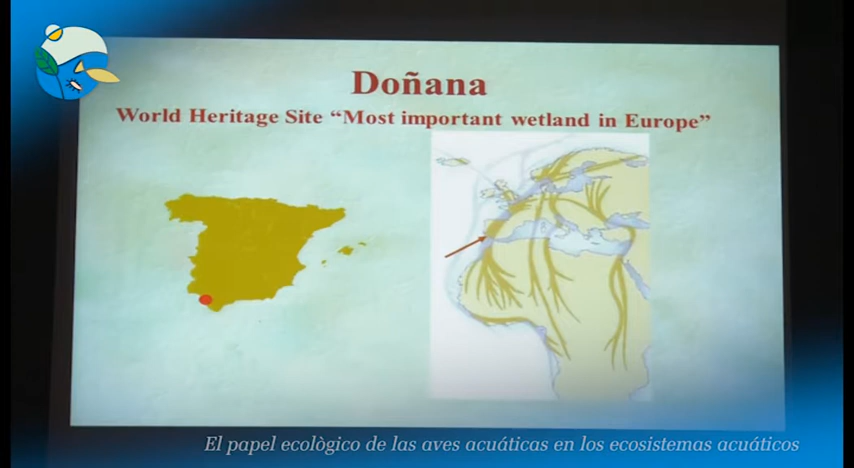 Doñana
World Heritage Site “Most important wetland in Europe”
El papel ecològico de las aves acuáticas en los ecosistemas acuáticos